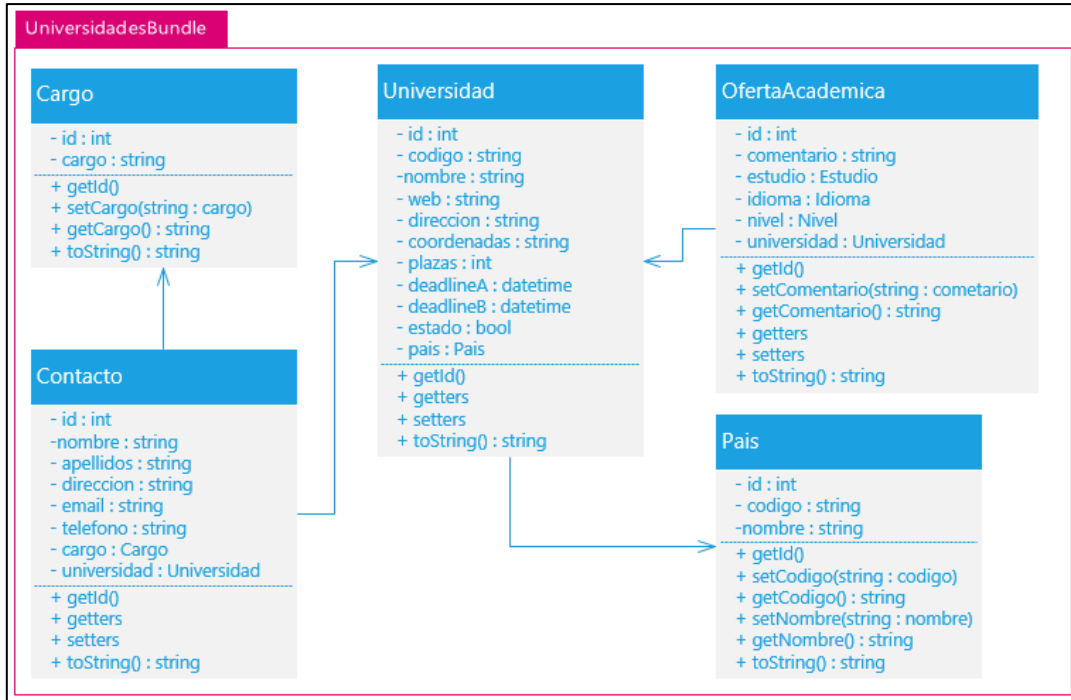 UniversidadesBundle
Cargo
- id : int
- cargo : string
+ getId()
+ setCargo(string : cargo)
+ getCargo() : string
+ toString() : string
Contacto
- id : int
-nombre : string
- apellidos : string
- direccion : string
- email : string
- telefono : string
- cargo : Cargo
- universidad : Universidad
+ getId()
+ getters
+ setters
+ toString() : string
Universidad
- id : int
- codigo : string
-nombre : string
- web : string
- direccion : string
- coordenadas : string
- plazas : int
- deadlineA : datetime
- deadlineB : datetime
- estado : bool
- pais : Pais
+ getId()
+ getters
+ setters
+ toString() : string
OfertaAcademica
- id : int
- comentario : string
- estudio : Estudio
- idioma : Idioma
- nivel : Nivel
- universidad : Universidad
+ getId()
+ setComentario(string : cometario)
+ getComentario() : string
+ getters
+ setters
+ toString() : string
Pais
- id : int
- codigo : string
-nombre : string
+ getId()
+ setCodigo(string : codigo)
+ getCodigo() : string
+ setNombre(string : nombre)
+ getNombre() : string
+ toString() : string